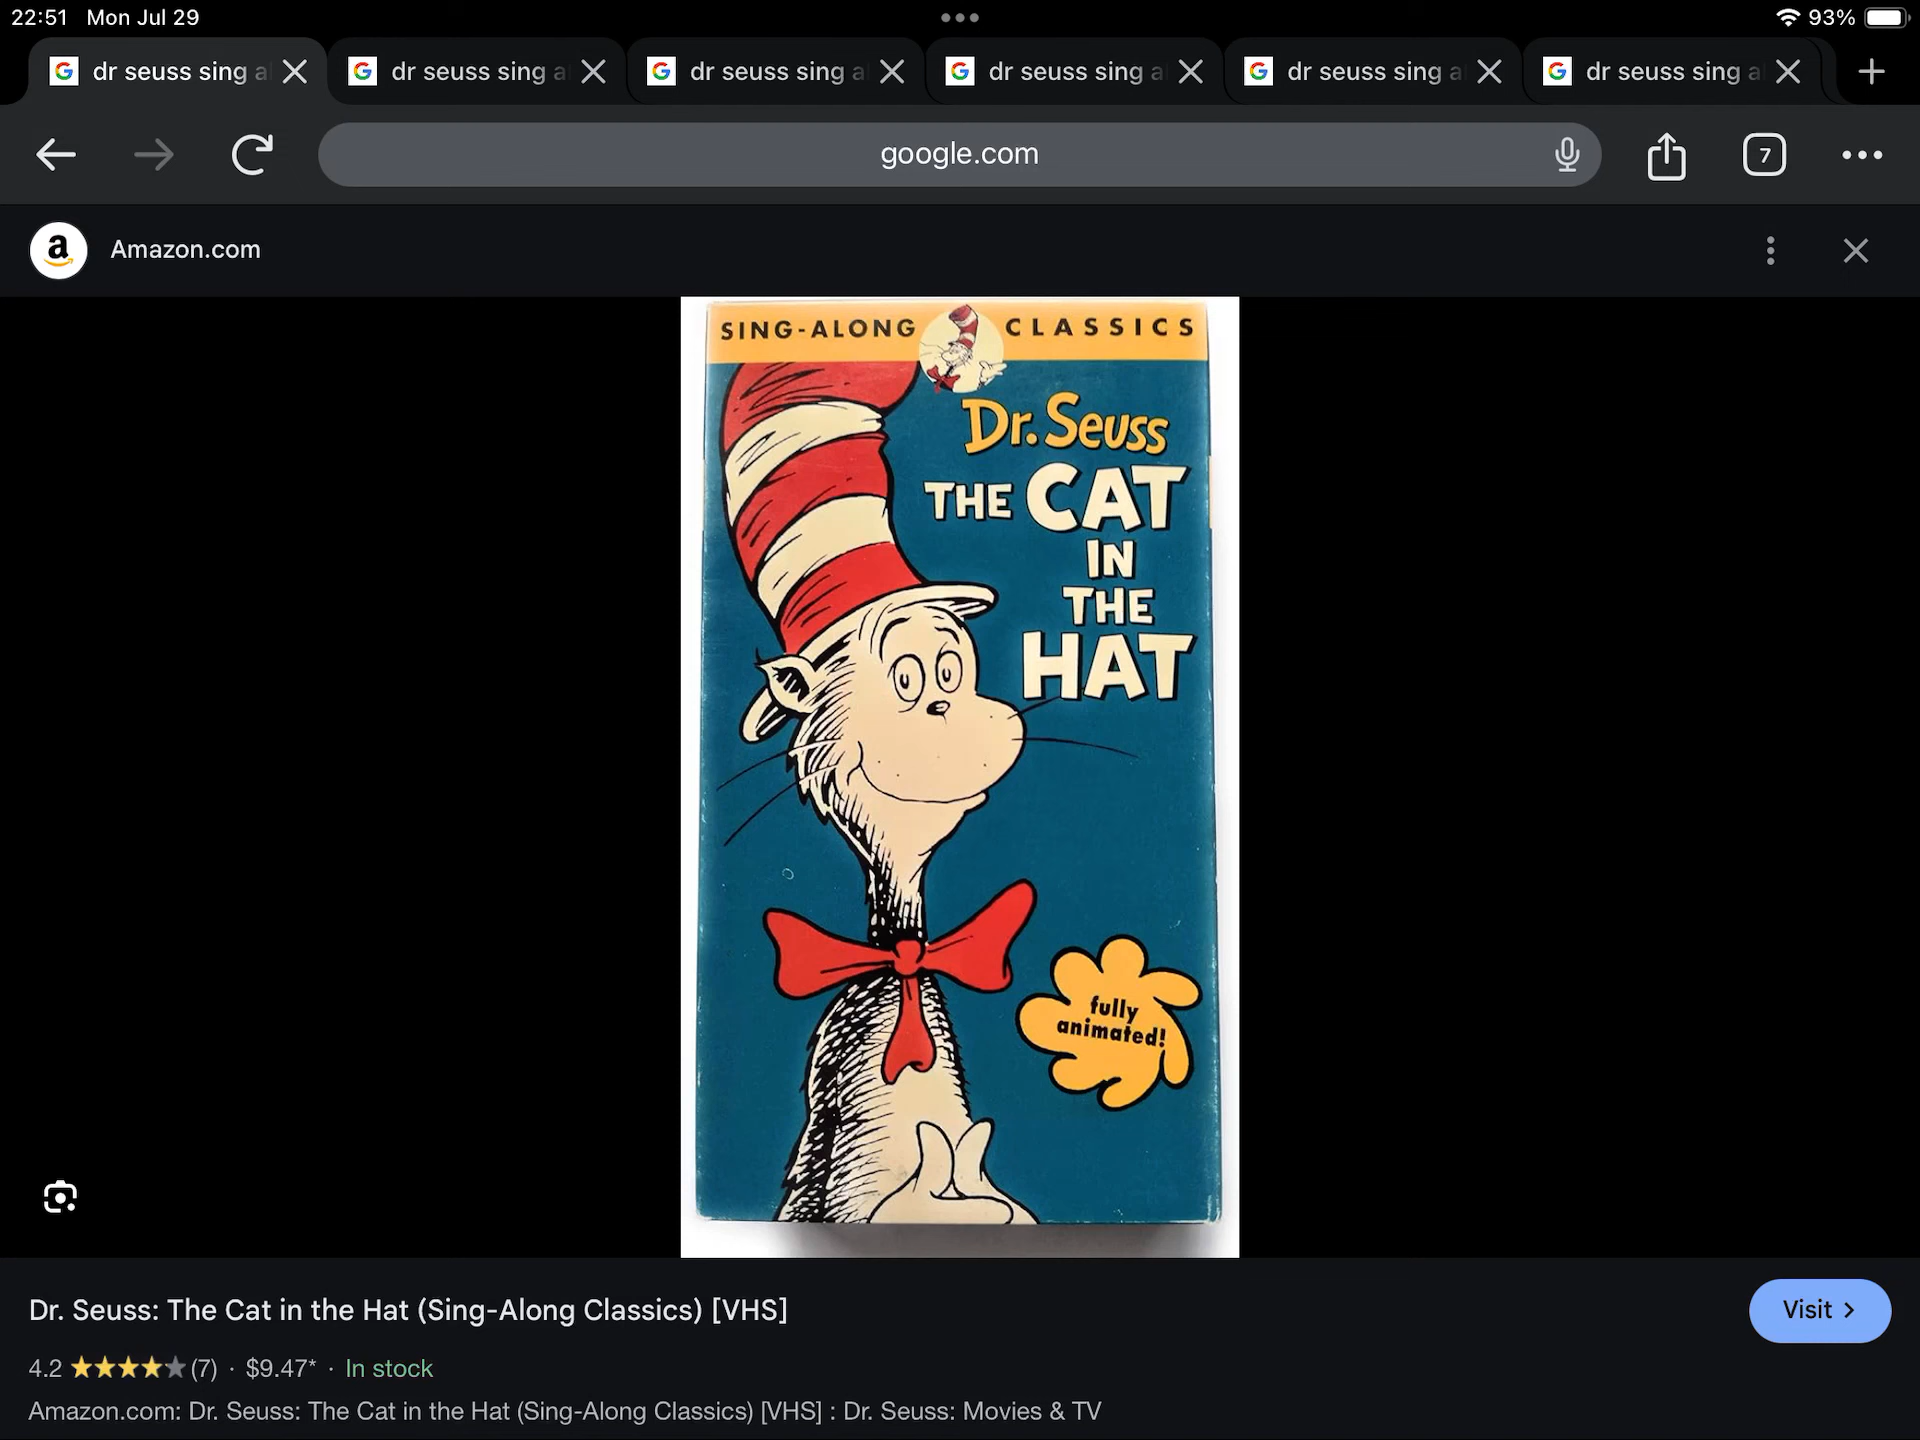 22:51 Mon Jul 29
93%
dr seuss sing a
dr seuss sing a
dr seuss sing a
dr seuss sing a
dr seuss sing a
dr seuss sing a
google.com
7
Amazon.com
SING-ALONG CLASSICS
Dr. Seuss
THE CAT
IN
THE
HAT
fully
animated!
Dr. Seuss: The Cat in the Hat (Sing-Along Classics) [VHS]
Visit
4.2 (7) · $9.47* · In stock
Amazon.com: Dr. Seuss: The Cat in the Hat (Sing-Along Classics) [VHS] : Dr. Seuss: Movies & TV